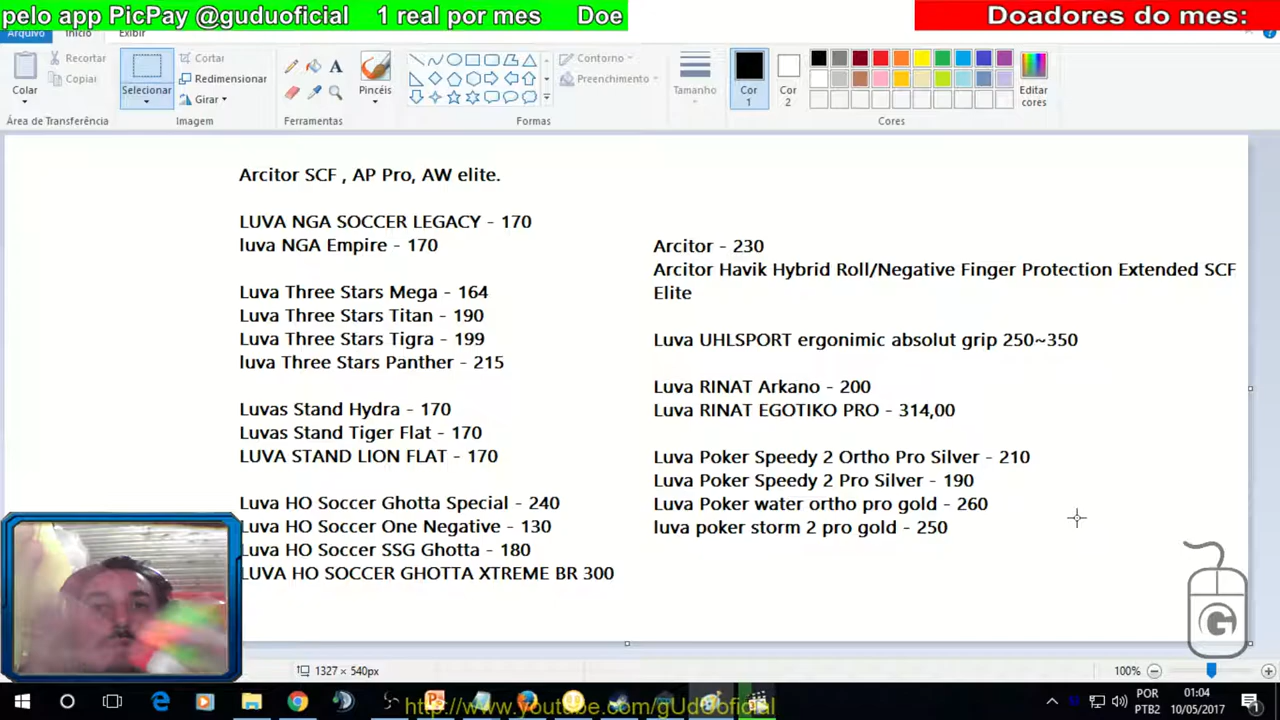 pelo app PicPay @guduoficial 1 real por mes Doe
Doadores do mes:
Arquivo Início Exibir
Recortar
Copiar
Colar
Área de Transferência
Selecionar
Cortar
Redimensionar
Girar
Imagem
Pincéis
Ferramentas
Contorno
Preenchimento
Formas
Tamanho
Cor 1
Cor 2
Editar cores
Cores
Arcitor SCF , AP Pro, AW elite.
LUVA NGA SOCCER LEGACY - 170
luva NGA Empire - 170
Luva Three Stars Mega - 164
Luva Three Stars Titan - 190
Luva Three Stars Tigra - 199
luva Three Stars Panther - 215
Luvas Stand Hydra - 170
Luvas Stand Tiger Flat - 170
LUVA STAND LION FLAT - 170
Luva HO Soccer Ghotta Special - 240
Luva HO Soccer One Negative - 130
Luva HO Soccer SSG Ghotta - 180
LUVA HO SOCCER GHOTTA XTREME BR 300
Arcitor - 230
Arcitor Havik Hybrid Roll/Negative Finger Protection Extended SCF
Elite
Luva UHLSPORT ergonimic absolut grip 250~350
Luva RINAT Arkano - 200
Luva RINAT EGOTIKO PRO - 314,00
Luva Poker Speedy 2 Ortho Pro Silver - 210
Luva Poker Speedy 2 Pro Silver - 190
Luva Poker water ortho pro gold - 260
luva poker storm 2 pro gold - 250
G
1327 × 540px
100%
http://www.youtube.com/gUdUoficial
POR
PTB2
01:04
10/05/2017